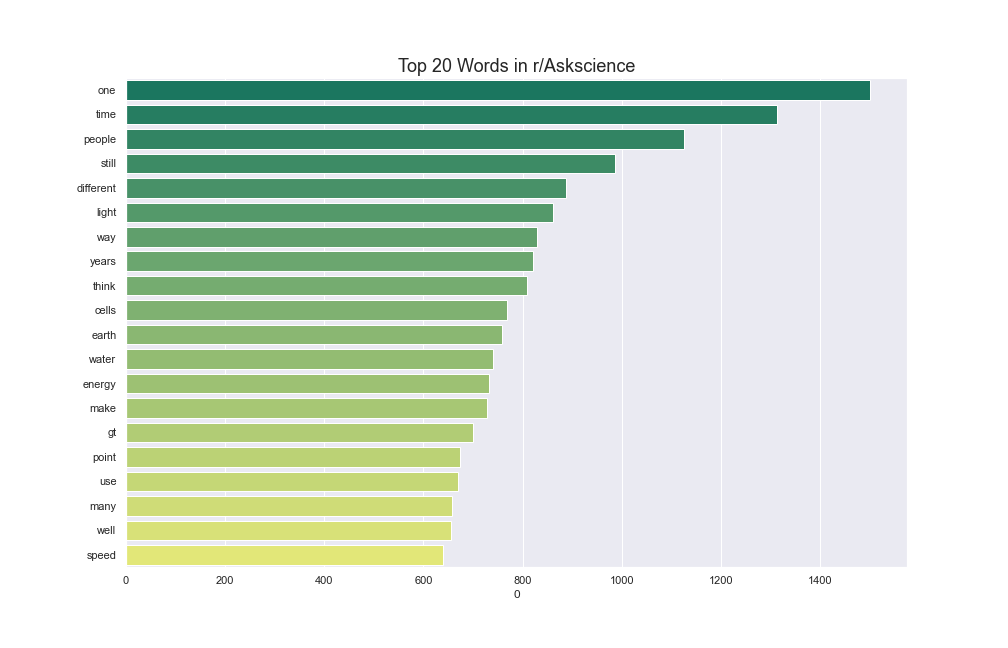 Top 20 Words in r/Askscience
one
time
people
still
different
light
way
years
think
cells
earth
water
energy
make
gt
point
use
many
well
speed
0 200 400 600 800 1000 1200 1400
0